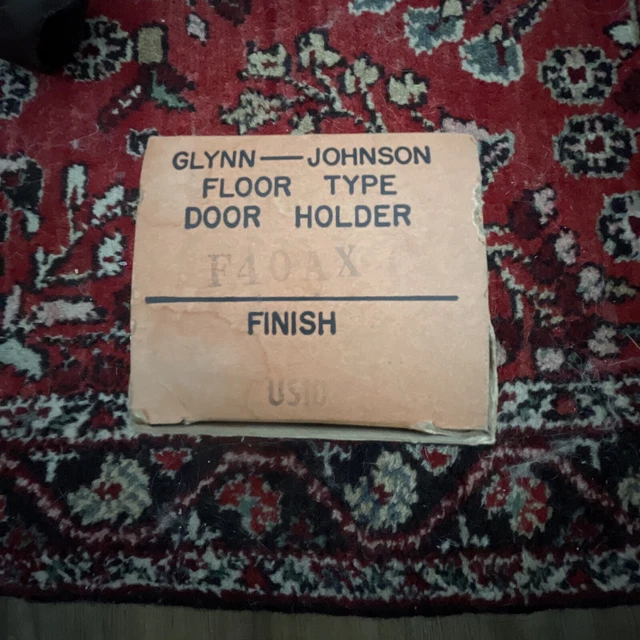 GLYNN—JOHNSON
FLOOR TYPE
DOOR HOLDER
F40AX
FINISH
US10